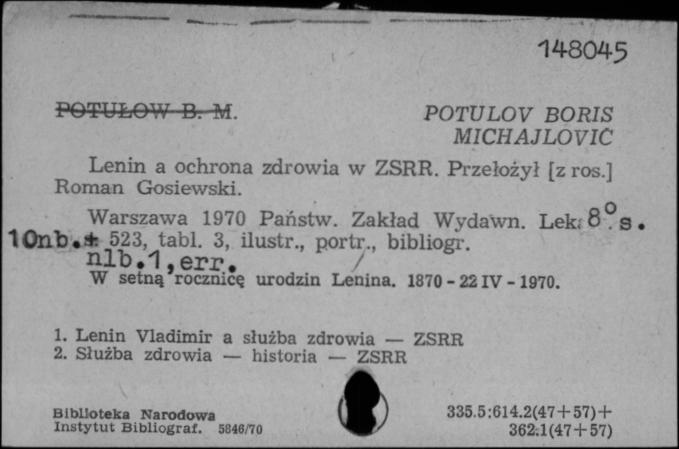 148045
POTUŁOW B. M.
POTULOV BORIS
MICHAJLOVIČ
Lenin a ochrona zdrowia w ZSRR. Przełożył [z ros.]
Roman Gosiewski.
Warszawa 1970 Państw. Zakład Wydawn. Lek. 8° s.
10nb.+ 523, tabl. 3, ilustr., portr., bibliogr.
nlb.1,err.
W setną rocznicę urodzin Lenina. 1870 - 22 IV - 1970.
1. Lenin Vladimir a służba zdrowia — ZSRR
2. Służba zdrowia — historia — ZSRR
Biblioteka Narodowa
Instytut Bibliograf. 5846/70
335.5:614.2(47+57)+
362.1(47+57)